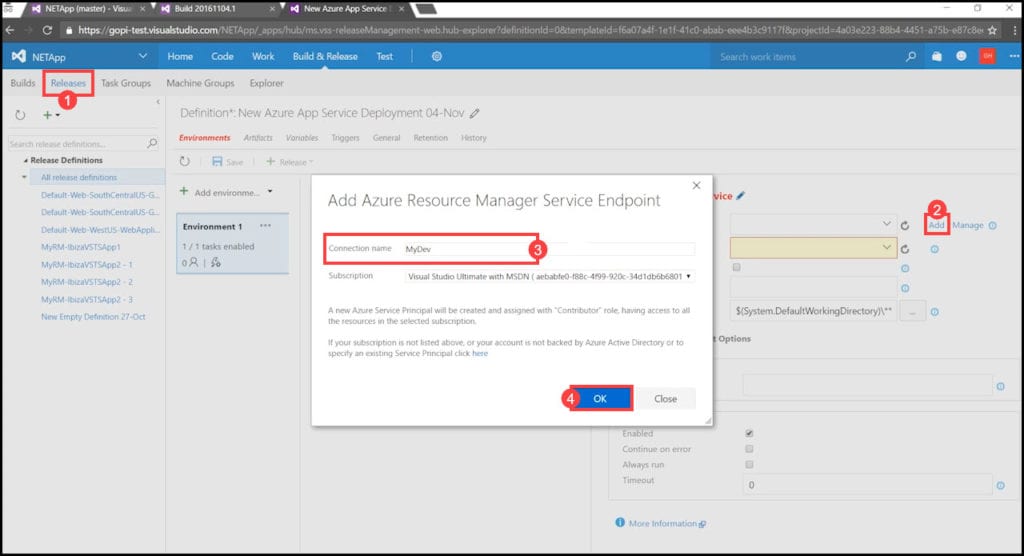 NETApp (master) - Visua
Build 20161104.1
New Azure App Service D
https://gopi-test.visualstudio.com/NETApp/_apps/hub/ms.vss-releaseManagement-web.hub-explorer?definitionId=0&templateId=f6a07a4f-1e1f-41c0-abab-eee4b3c9117f&projectId=4a03e223-88b4-4451-a75b-e87c8ec
NETApp
Home Code Work Build & Release Test
Search work items
GH
Builds Releases Task Groups Machine Groups Explorer
1
Definition*: New Azure App Service Deployment 04-Nov
Search release definitions...
Environments Artifacts Variables Triggers General Retention History
Release Definitions
Save
Release
All release definitions
Default-Web-SouthCentralUS-G...
Default-Web-SouthCentralUS-G...
Default-Web-WestUS-WebApplic...
MyRM-IbizaVSTSApp1
MyRM-IbizaVSTSApp2 - 1
MyRM-IbizaVSTSApp2 - 2
MyRM-IbizaVSTSApp2 - 3
New Empty Definition 27-Oct
Add environme...
Environment 1
1 / 1 tasks enabled
0
Add Azure Resource Manager Service Endpoint
Connection name MyDev
3
Subscription Visual Studio Ultimate with MSDN ( aebabfe0-f88c-4f99-920c-34d1db6b6801
A new Azure Service Principal will be created and assigned with "Contributor" role, having access to all
the resources in the selected subscription.
If your subscription is not listed above, or your account is not backed by Azure Active Directory or to
specify an existing Service Principal click here
4
OK
Close
rvice
2
Add Manage
$(System.DefaultWorkingDirectory)\**
...
t Options
Enabled
Continue on error
Always run
Timeout 0
More Information